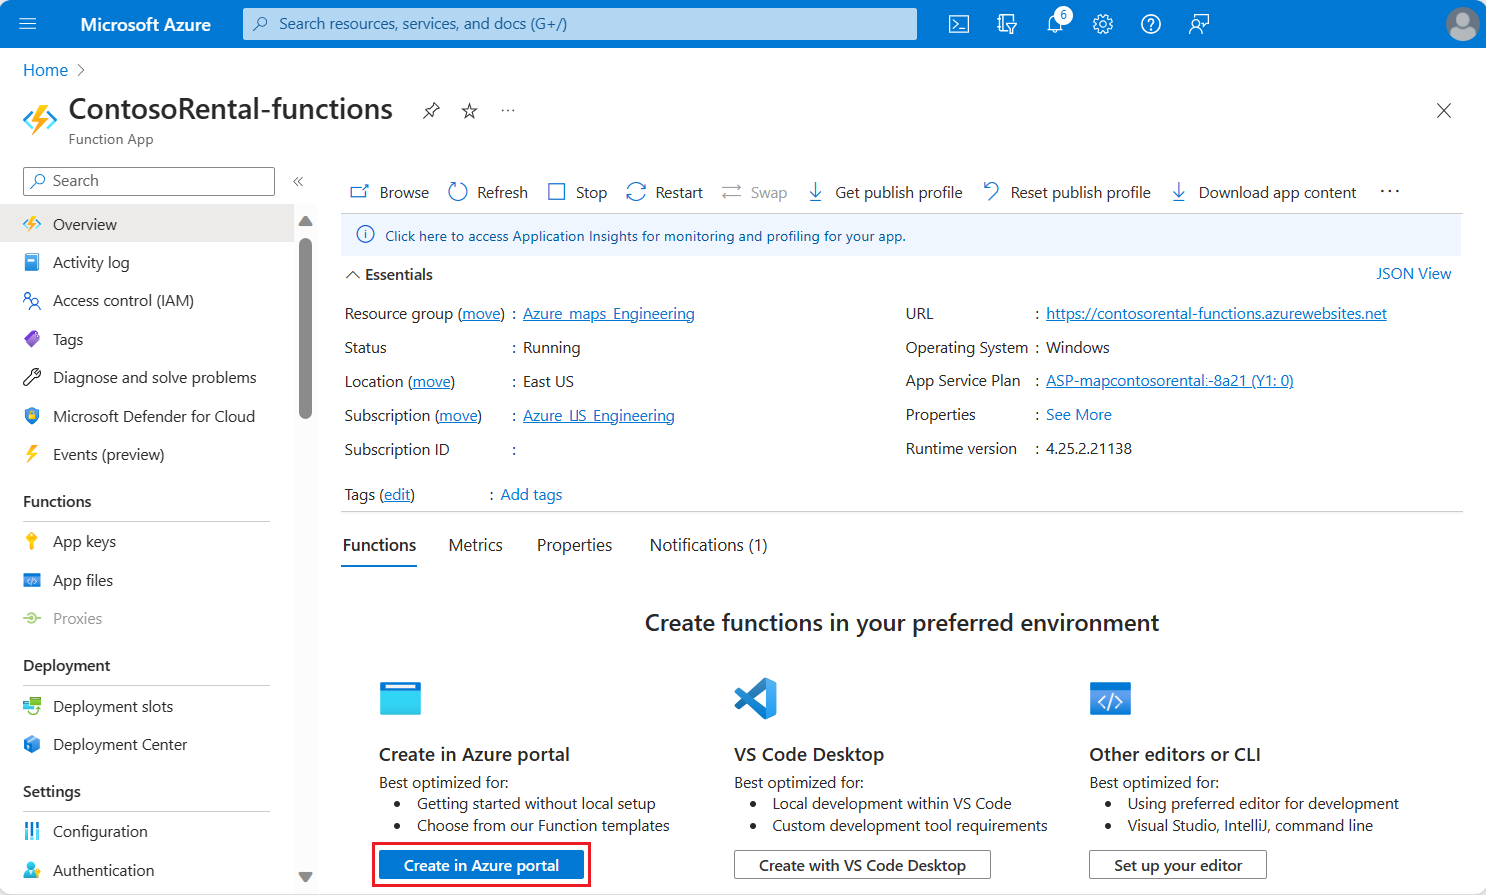 Microsoft Azure
Search resources, services, and docs (G+/)
6
Home
ContosoRental-functions
Function App
Search
Overview
Activity log
Access control (IAM)
Tags
Diagnose and solve problems
Microsoft Defender for Cloud
Events (preview)
Functions
App keys
App files
Proxies
Deployment
Deployment slots
Deployment Center
Settings
Configuration
Authentication
Browse Refresh Stop Restart Swap Get publish profile Reset publish profile Download app content
Click here to access Application Insights for monitoring and profiling for your app.
Essentials
JSON View
Resource group (move) : Azure_maps_Engineering
Status : Running
Location (move) : East US
Subscription (move) : Azure_US_Engineering
Subscription ID :
Tags (edit) : Add tags
URL : https://contosorental-functions.azurewebsites.net
Operating System : Windows
App Service Plan : ASP-mapcontosorental:-8a21 (Y1: 0)
Properties : See More
Runtime version : 4.25.2.21138
Functions Metrics Properties Notifications (1)
Create functions in your preferred environment
Create in Azure portal
Best optimized for:
• Getting started without local setup
• Choose from our Function templates
Create in Azure portal
VS Code Desktop
Best optimized for:
• Local development within VS Code
• Custom development tool requirements
Create with VS Code Desktop
Other editors or CLI
Best optimized for:
• Using preferred editor for development
• Visual Studio, IntelliJ, command line
Set up your editor